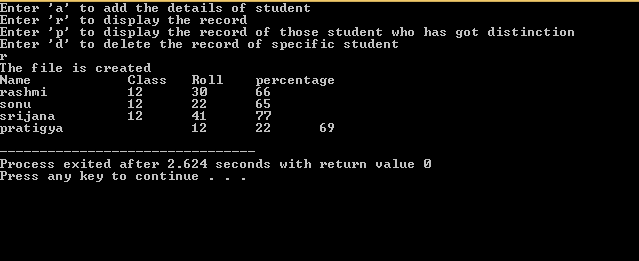 Enter 'a' to add the details of student
Enter 'r' to display the record
Enter 'p' to display the record of those student who has got distinction
Enter 'd' to delete the record of specific student
r
The file is created
Name Class Roll percentage
rashmi 12 30 66
sonu 12 22 65
srijana 12 41 77
pratigya 12 22 69
--------------------------------
Process exited after 2.624 seconds with return value 0
Press any key to continue . . .